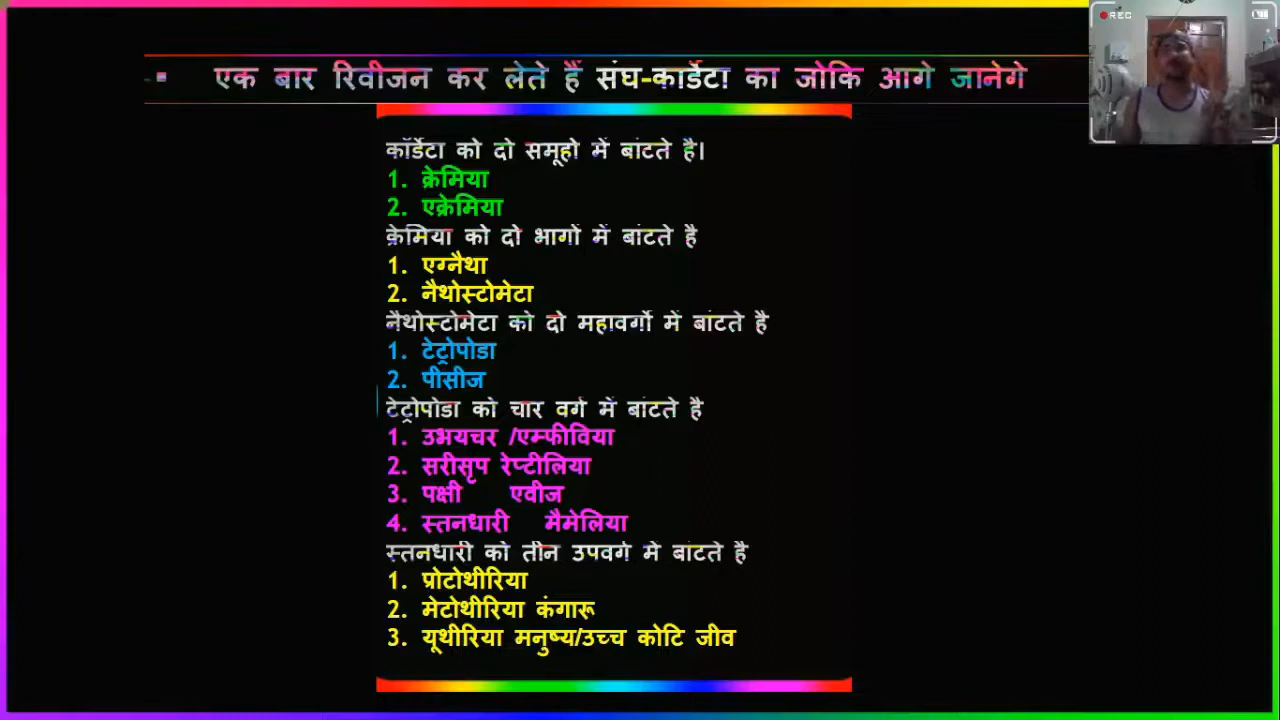 REC
एक बार रिवीजन कर लेते हैं संघ-कार्डेटा का जोकि आगे जानेगे
कॉर्डेटा को दो समूहो में बांटते है।
1. क्रेमिया
2. एक्रेमिया
क्रेमिया को दो भागों में बांटते है
1. एग्नैथा
2. नैथोस्टोमेटा
नैथोस्टोमेटा को दो महावर्गो में बांटते है
1. टेट्रोपोडा
2. पीसीज
टेट्रोपोडा को चार वर्ग में बांटते है
1. उभयचर /एम्फीविया
2. सरीसृप रेप्टीलिया
3. पक्षी एवीज
4. स्तनधारी मैमेलिया
स्तनधारी को तीन उपवर्ग मे बांटते है
1. प्रोटोथीरिया
2. मेटोथीरिया कंगारू
3. यूथीरिया मनुष्य/उच्च कोटि जीव